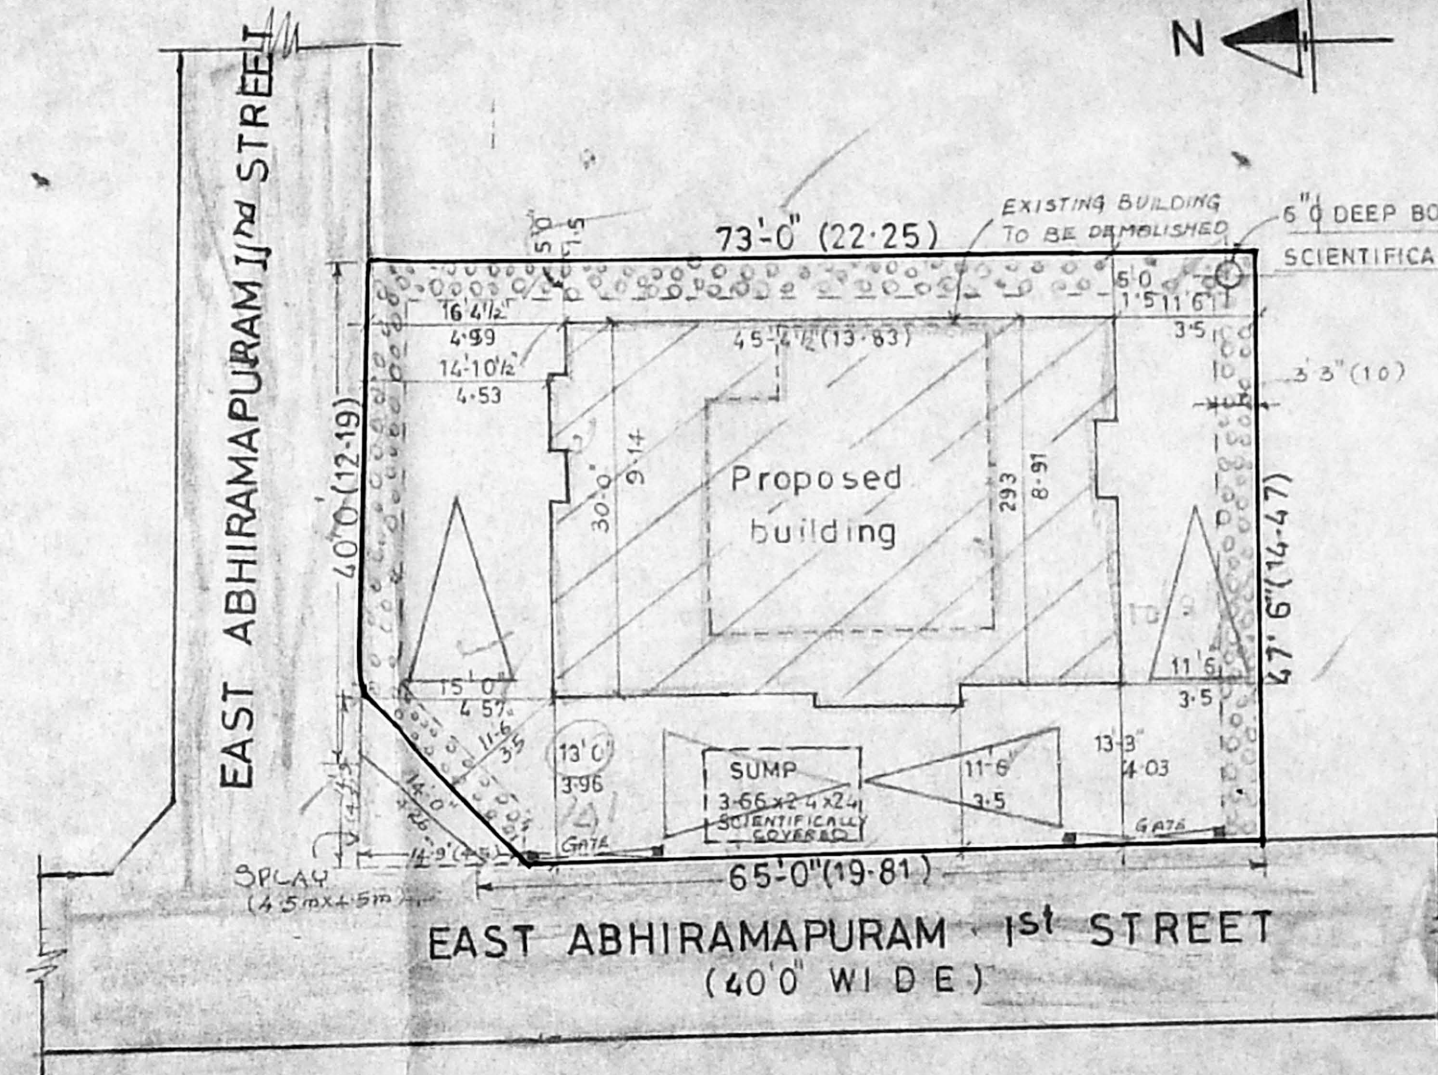 N
EAST ABHIRAMAPURAM IInd STREET
EXISTING BUILDING
TO BE DEMOLISHED
6"φ DEEP BO
SCIENTIFICA
5'0"
1.5
73'-0" (22·25)
6'0
1·5
11'6"
3.5
16'4½"
4·99
45'-4½"(13·83)
14'-10½"
4·53
3'3"(1·0)
40'0"(12·19)
30'-0"
9·14
Proposed
building
293
8·91
47'6"(14·47)
15'0"
4·57
11'6"
3·5
11-6
3·5
13'0"
3·96
SUMP
3·66x2·4x2·4
SCIENTIFICALLY
COVERED
11-6"
3·5
13'-3"
4·03
14'-0"
4·26
14'-9"(4·5)
GATE
GATE
SPLAY
(4·5mx4·5m)
65'-0"(19·81)
EAST ABHIRAMAPURAM 1st STREET
(40'0" WIDE)